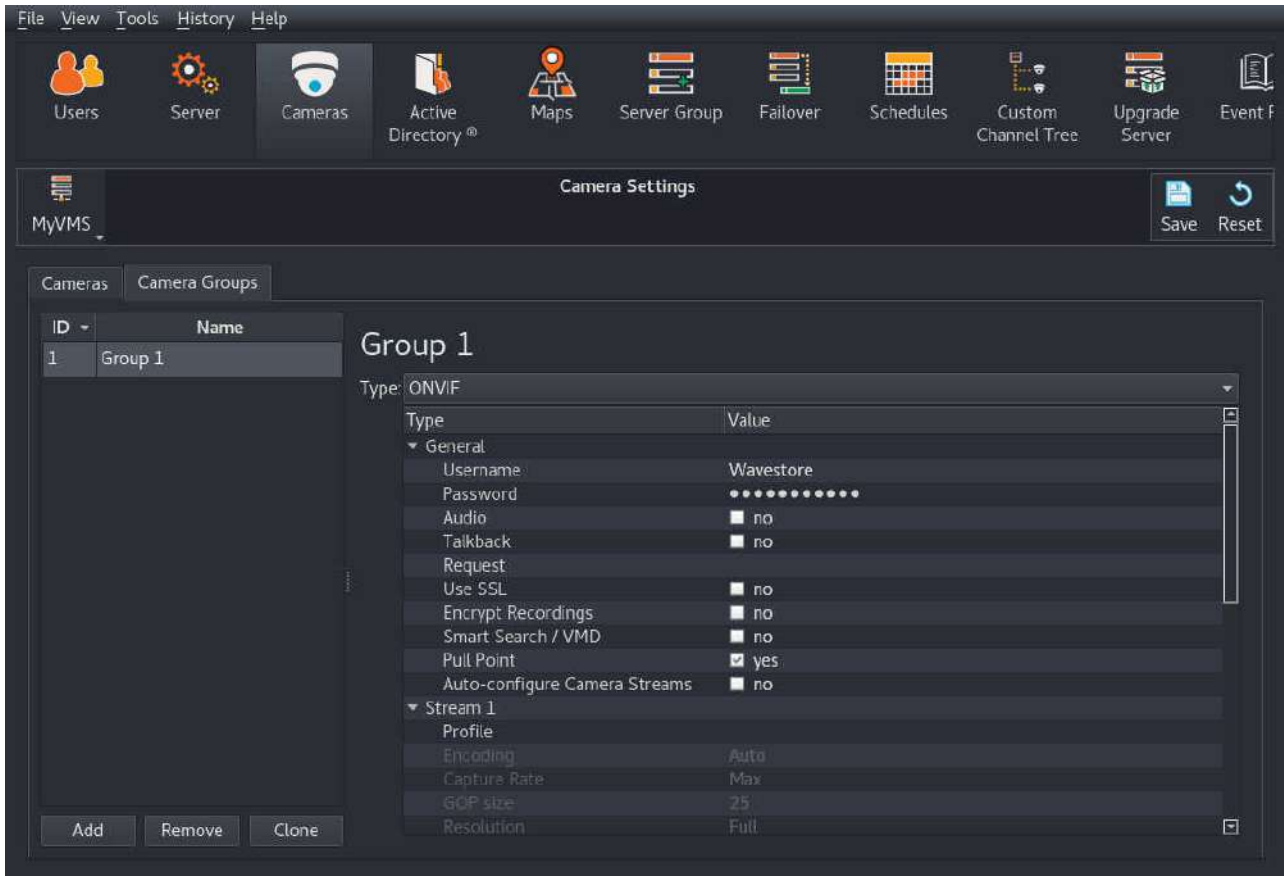 File View Tools History Help
Users Server Cameras Active Directory ® Maps Server Group Failover Schedules Custom Channel Tree Upgrade Server Event
MyVMS
Camera Settings
Save Reset
Cameras Camera Groups
ID Name
1 Group 1
Group 1
Type: ONVIF
Type Value
General
Username Wavestore
Password ●●●●●●●●●●●
Audio no
Talkback no
Request
Use SSL no
Encrypt Recordings no
Smart Search / VMD no
Pull Point yes
Auto-configure Camera Streams no
Stream 1
Profile
Encoding Auto
Capture Rate Max
GOP size 25
Resolution Full
Add Remove Clone